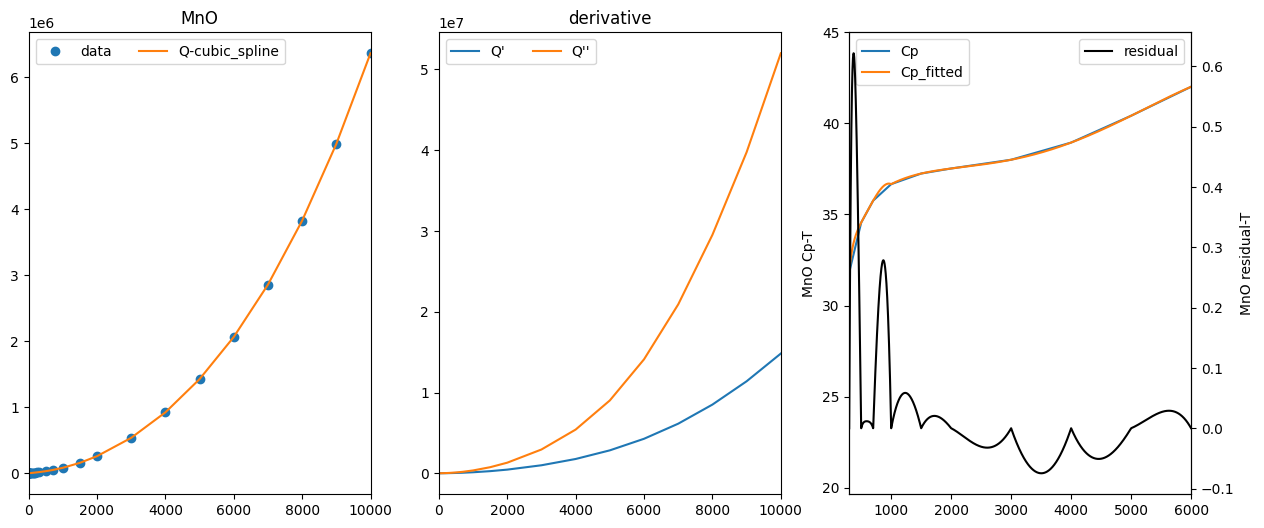 MnO
1e6
data
Q-cubic_spline
6
5
4
3
2
1
0
0 2000 4000 6000 8000 10000
derivative
1e7
Q'
Q''
5
4
3
2
1
0
0 2000 4000 6000 8000 10000
MnO Cp-T
Cp
Cp_fitted
residual
45
40
35
30
25
20
1000 2000 3000 4000 5000 6000
0.6
0.5
0.4
0.3
0.2
0.1
0.0
−0.1
MnO residual-T